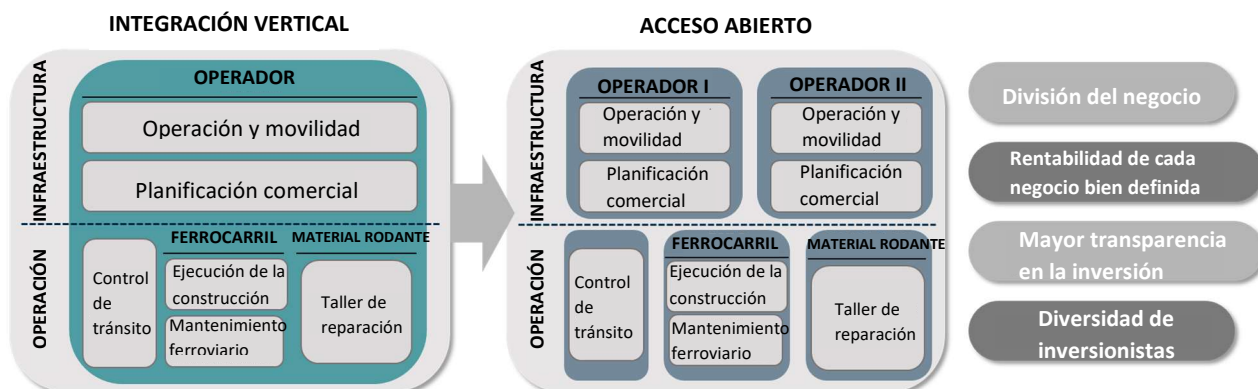 INTEGRACIÓN VERTICAL
INFRAESTRUCTURA
OPERADOR
Operación y movilidad
Planificación comercial
OPERACIÓN
Control
de
tránsito
FERROCARRIL
Ejecución de la
construcción
Mantenimiento
ferroviario
MATERIAL RODANTE
Taller de
reparación
ACCESO ABIERTO
INFRAESTRUCTURA
OPERADOR I
Operación y
movilidad
Planificación
comercial
OPERADOR II
Operación y
movilidad
Planificación
comercial
OPERACIÓN
Control
de
tránsito
FERROCARRIL
Ejecución de la
construcción
Mantenimiento
ferroviario
MATERIAL RODANTE
Taller de
reparación
División del negocio
Rentabilidad de cada
negocio bien definida
Mayor transparencia
en la inversión
Diversidad de
inversionistas